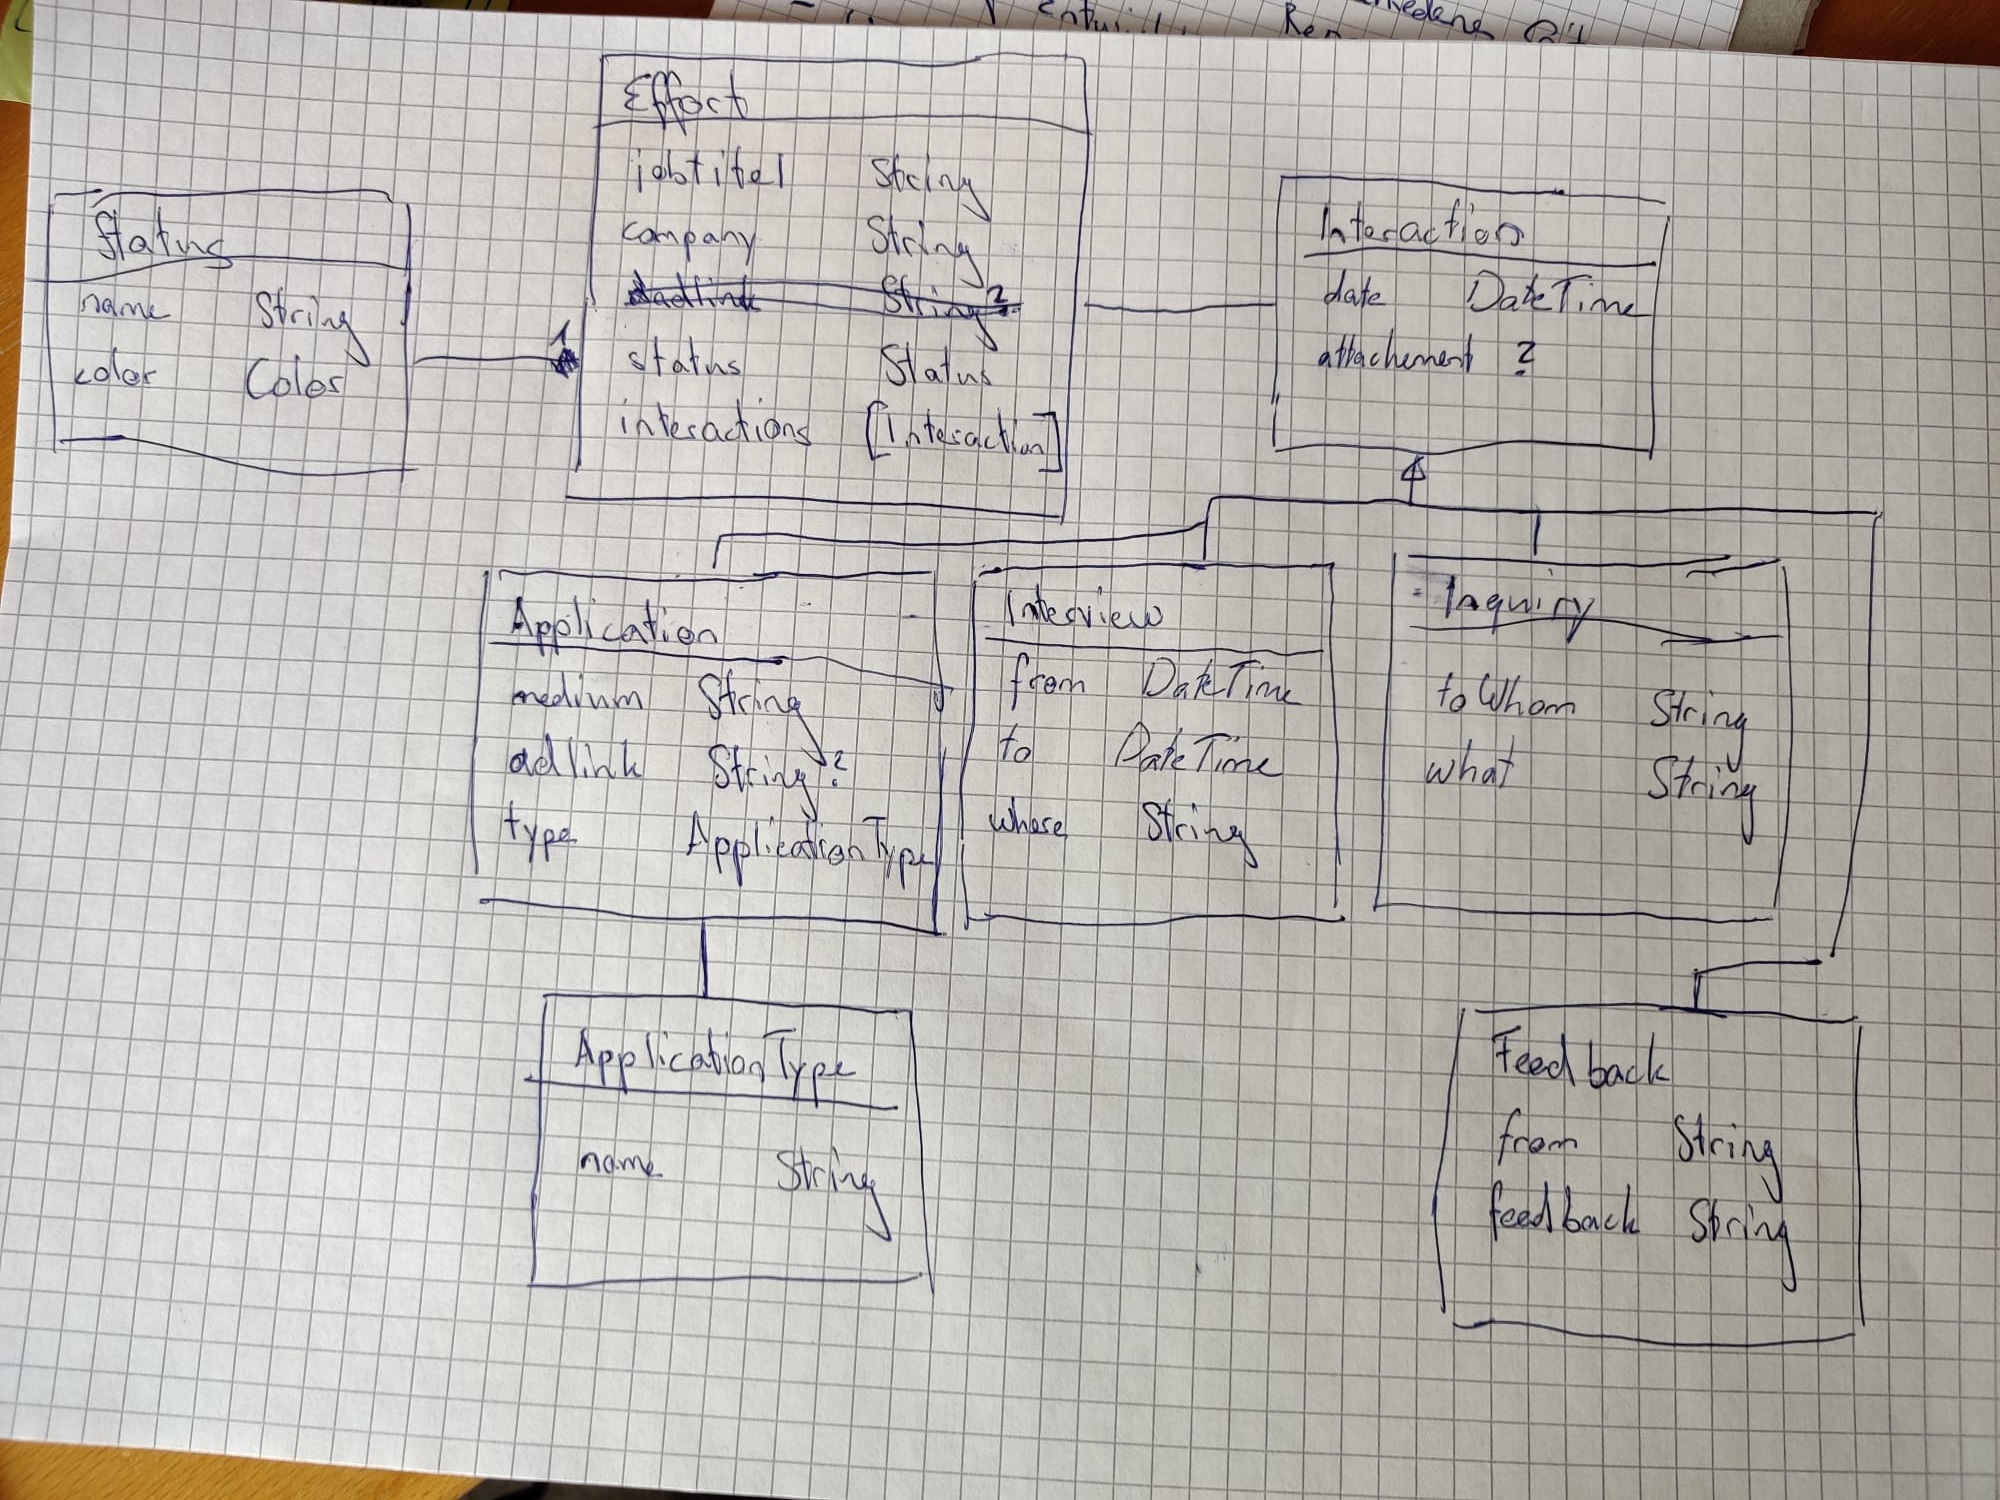 Effort
jobtitel String
company String
adlink String?
status Status
interactions [Interaction]
Status
name String
color Color
1
Interaction
date DateTime
attachement ?
Application
medium String
adlink String?
type ApplicationType
Interview
from DateTime
to DateTime
where String
Inquiry
toWhom String
what String
ApplicationType
name String
Feedback
from String
feedback String